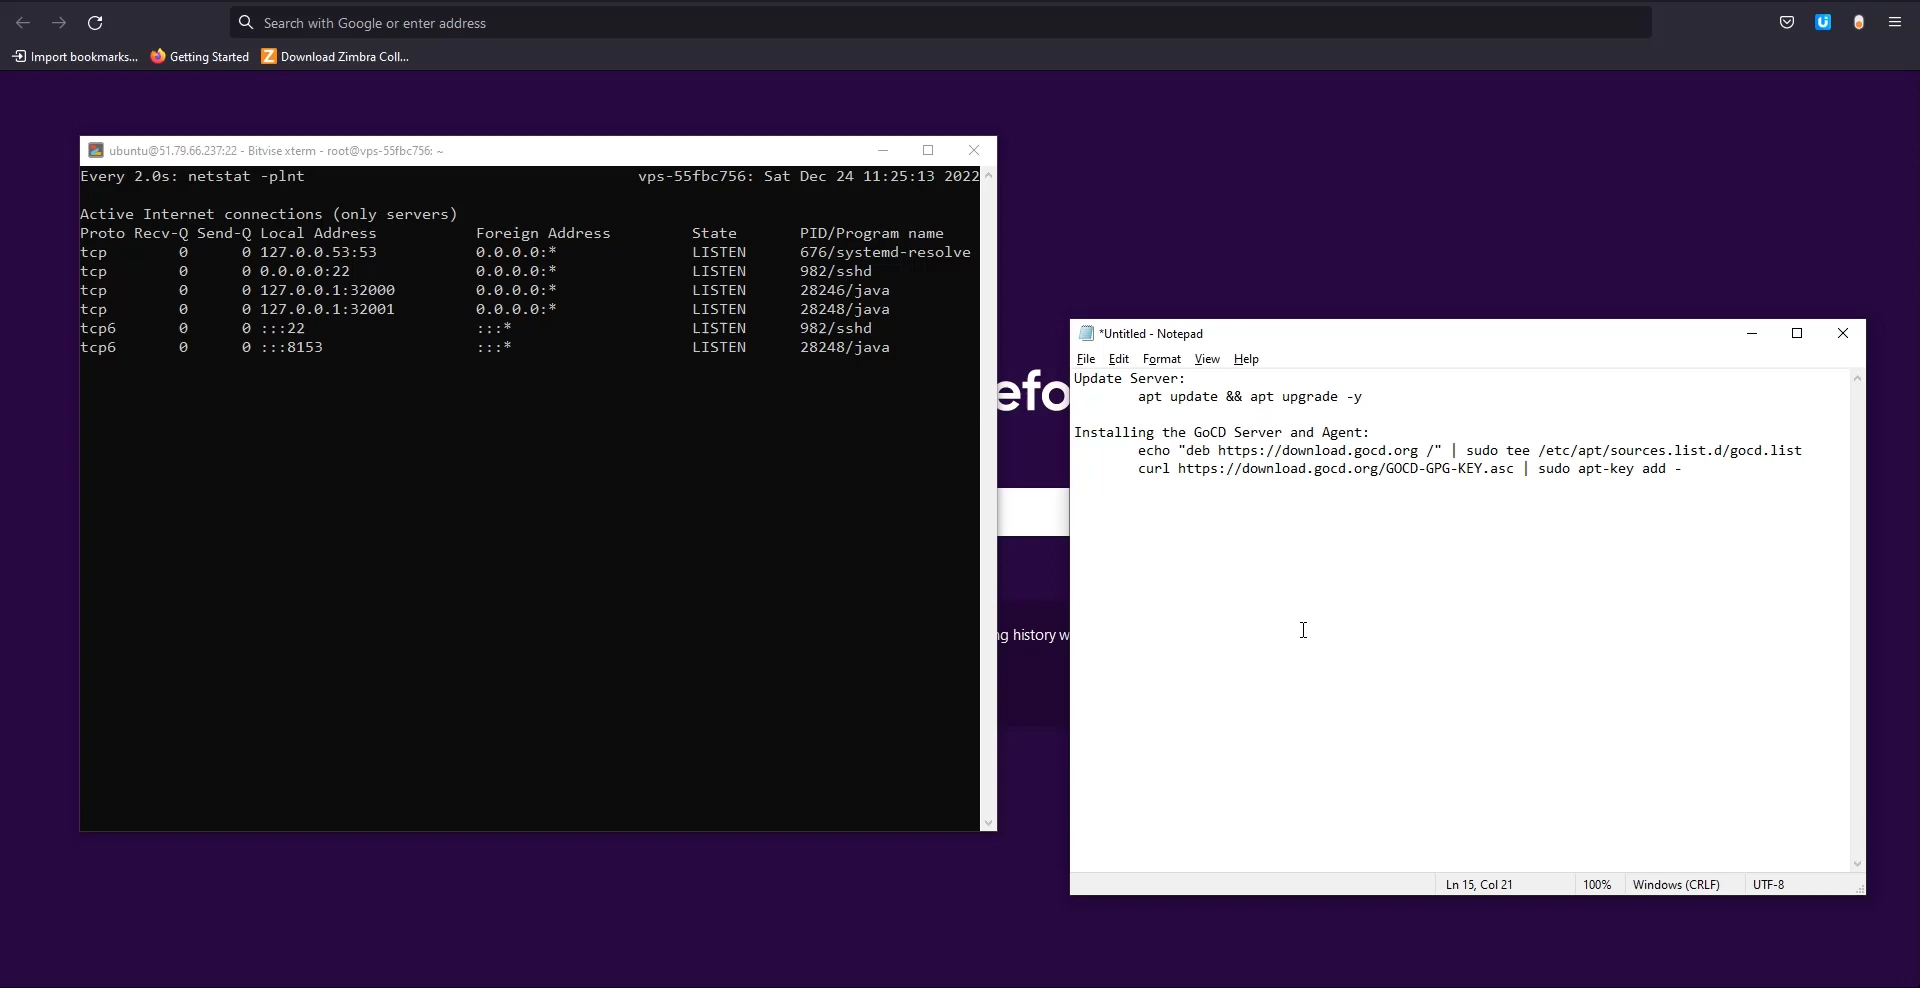 Search with Google or enter address
Import bookmarks... Getting Started Download Zimbra Coll...
ubuntu@51.79.66.237:22 - Bitvise xterm - root@vps-55fbc756: ~
Every 2.0s: netstat -plnt vps-55fbc756: Sat Dec 24 11:25:13 2022
Active Internet connections (only servers)
Proto Recv-Q Send-Q Local Address Foreign Address State PID/Program name
tcp 0 0 127.0.0.53:53 0.0.0.0:* LISTEN 676/systemd-resolve
tcp 0 0 0.0.0.0:22 0.0.0.0:* LISTEN 982/sshd
tcp 0 0 127.0.0.1:32000 0.0.0.0:* LISTEN 28246/java
tcp 0 0 127.0.0.1:32001 0.0.0.0:* LISTEN 28248/java
tcp6 0 0 :::22 :::* LISTEN 982/sshd
tcp6 0 0 :::8153 :::* LISTEN 28248/java
efo
ng history w
*Untitled - Notepad
File Edit Format View Help
Update Server:
apt update && apt upgrade -y
Installing the GoCD Server and Agent:
echo "deb https://download.gocd.org /" | sudo tee /etc/apt/sources.list.d/gocd.list
curl https://download.gocd.org/GOCD-GPG-KEY.asc | sudo apt-key add -
Ln 15, Col 21 100% Windows (CRLF) UTF-8